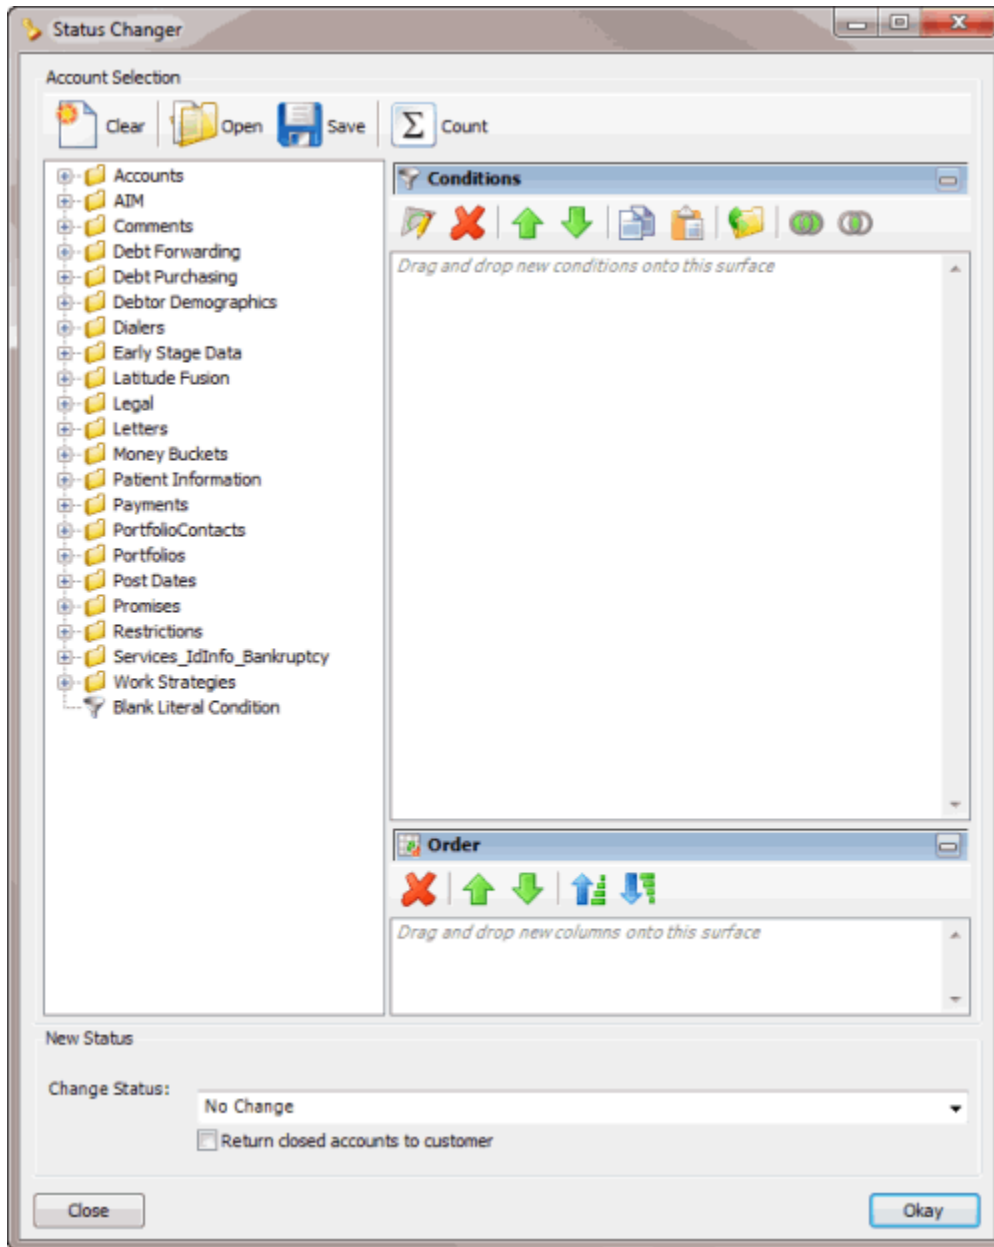 Status Changer
Account Selection
Clear
Open
Save
Σ Count
Accounts
AIM
Comments
Debt Forwarding
Debt Purchasing
Debtor Demographics
Dialers
Early Stage Data
Latitude Fusion
Legal
Letters
Money Buckets
Patient Information
Payments
PortfolioContacts
Portfolios
Post Dates
Promises
Restrictions
Services_IdInfo_Bankruptcy
Work Strategies
Blank Literal Condition
Conditions
Drag and drop new conditions onto this surface
Order
Drag and drop new columns onto this surface
New Status
Change Status:
No Change
Return closed accounts to customer
Close
Okay